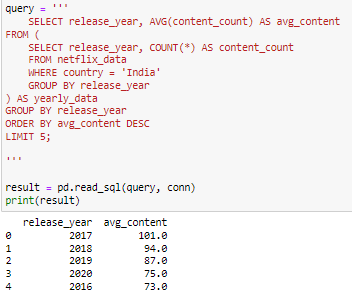 query = '''
    SELECT release_year, AVG(content_count) AS avg_content
FROM (
    SELECT release_year, COUNT(*) AS content_count
    FROM netflix_data
    WHERE country = 'India'
    GROUP BY release_year
) AS yearly_data
GROUP BY release_year
ORDER BY avg_content DESC
LIMIT 5;
'''
result = pd.read_sql(query, conn)
print(result)
   release_year  avg_content
0          2017        101.0
1          2018         94.0
2          2019         87.0
3          2020         75.0
4          2016         73.0